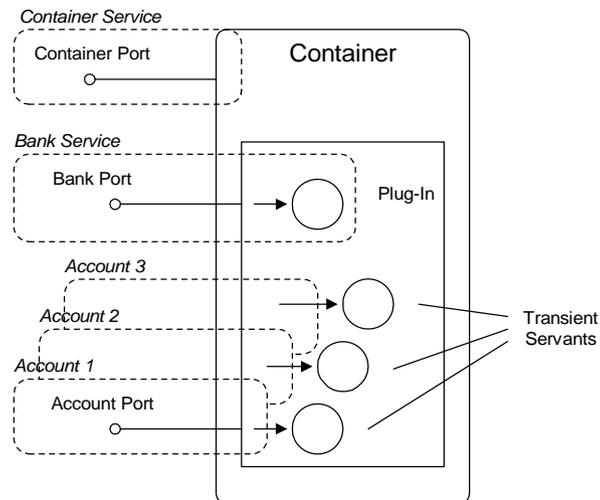 Container Service
Container Port
Container
Bank Service
Bank Port
Plug-In
Account 3
Account 2
Account 1
Account Port
Transient
Servants